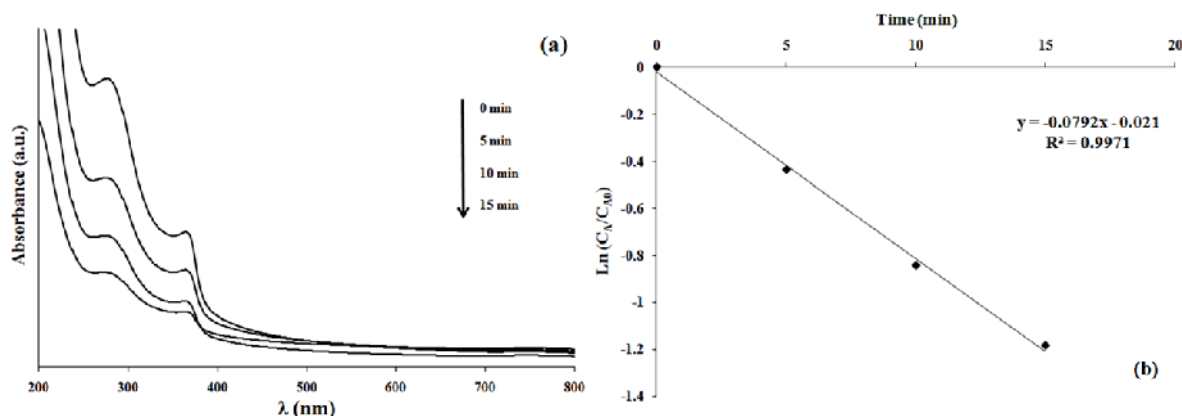 (a)
0 min
5 min
10 min
15 min
Absorbance (a.u.)
200 300 400 500 600 700 800
λ (nm)
Time (min)
0 5 10 15 20
0
-0.2
-0.4
-0.6
-0.8
-1
-1.2
-1.4
Ln (C_A/C_A0)
y = -0.0792x - 0.021
R² = 0.9971
(b)